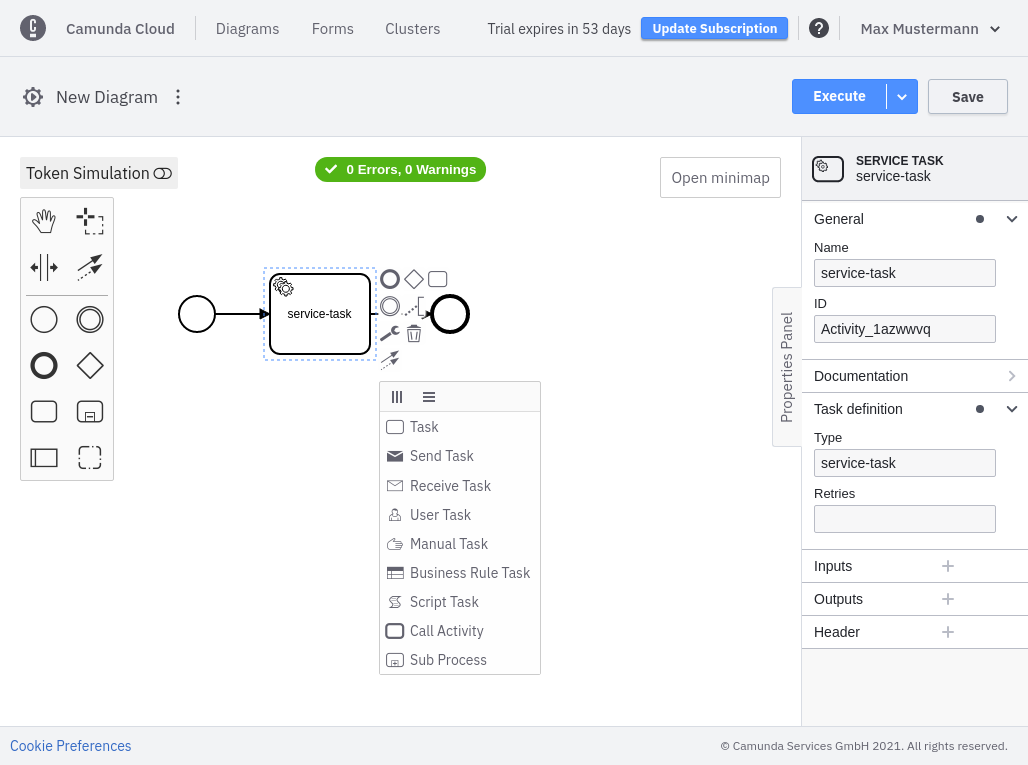 Camunda Cloud
Diagrams
Forms
Clusters
Trial expires in 53 days
Update Subscription
Max Mustermann
New Diagram
Execute
Save
Token Simulation
0 Errors, 0 Warnings
Open minimap
service-task
Task
Send Task
Receive Task
User Task
Manual Task
Business Rule Task
Script Task
Call Activity
Sub Process
Properties Panel
SERVICE TASK
service-task
General
Name
service-task
ID
Activity_1azwwvq
Documentation
Task definition
Type
service-task
Retries
Inputs
Outputs
Header
Cookie Preferences
© Camunda Services GmbH 2021. All rights reserved.